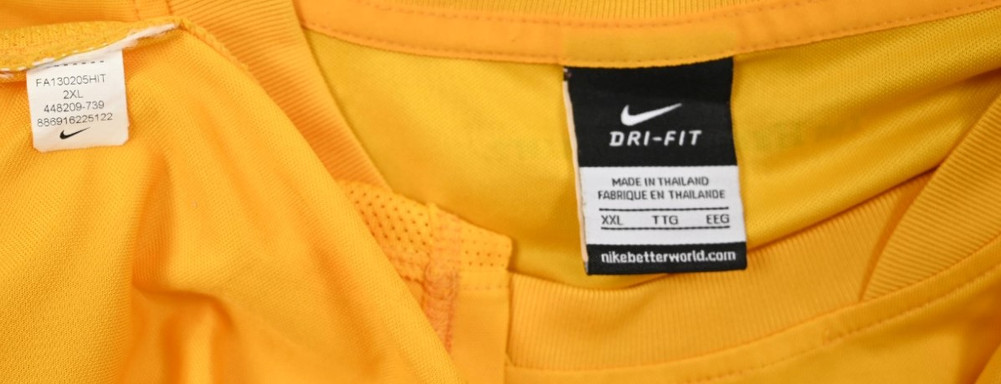 FA130205HIT
2XL
448209-739
886916225122
DRI-FIT
MADE IN THAILAND
FABRIQUE EN THAILANDE
XXL TTG EEG
nikebetterworld.com